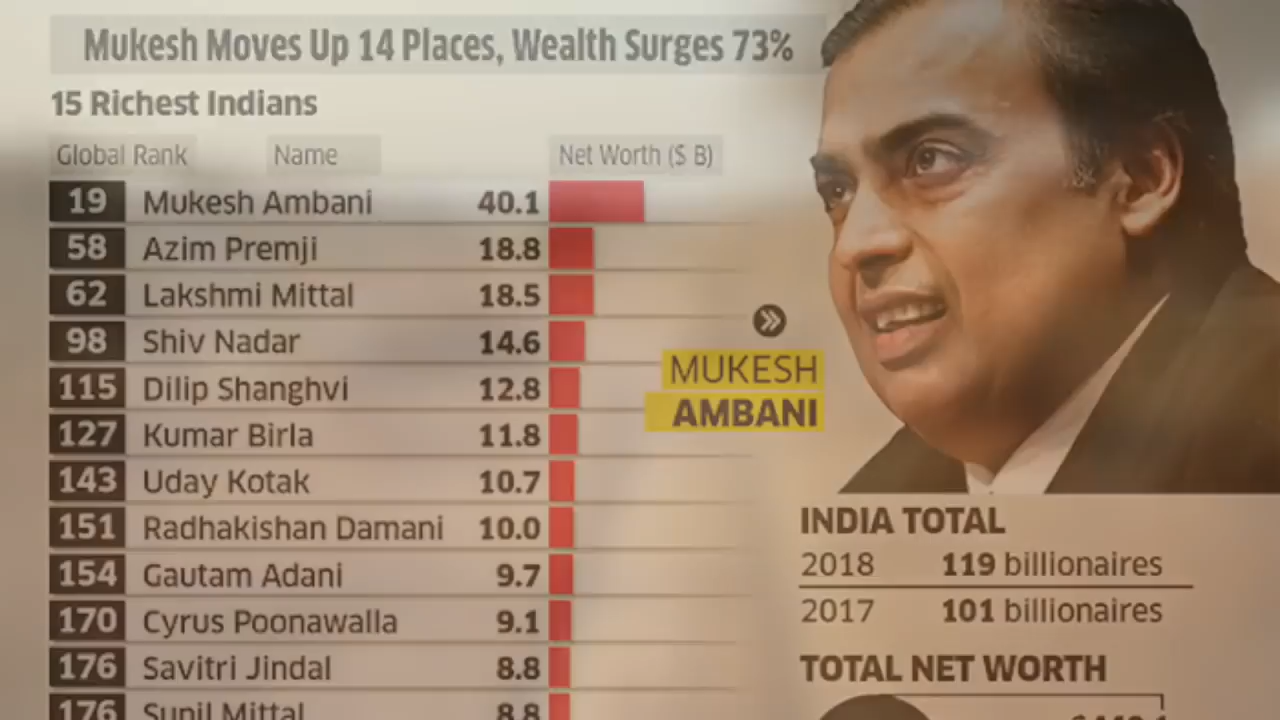 Mukesh Moves Up 14 Places, Wealth Surges 73%
15 Richest Indians
Global Rank Name Net Worth ($ B)
19 Mukesh Ambani 40.1
58 Azim Premji 18.8
62 Lakshmi Mittal 18.5
98 Shiv Nadar 14.6
115 Dilip Shanghvi 12.8
127 Kumar Birla 11.8
143 Uday Kotak 10.7
151 Radhakishan Damani 10.0
154 Gautam Adani 9.7
170 Cyrus Poonawalla 9.1
176 Savitri Jindal 8.8
176 Sunil Mittal 8.8
MUKESH
AMBANI
INDIA TOTAL
2018 119 billionaires
2017 101 billionaires
TOTAL NET WORTH